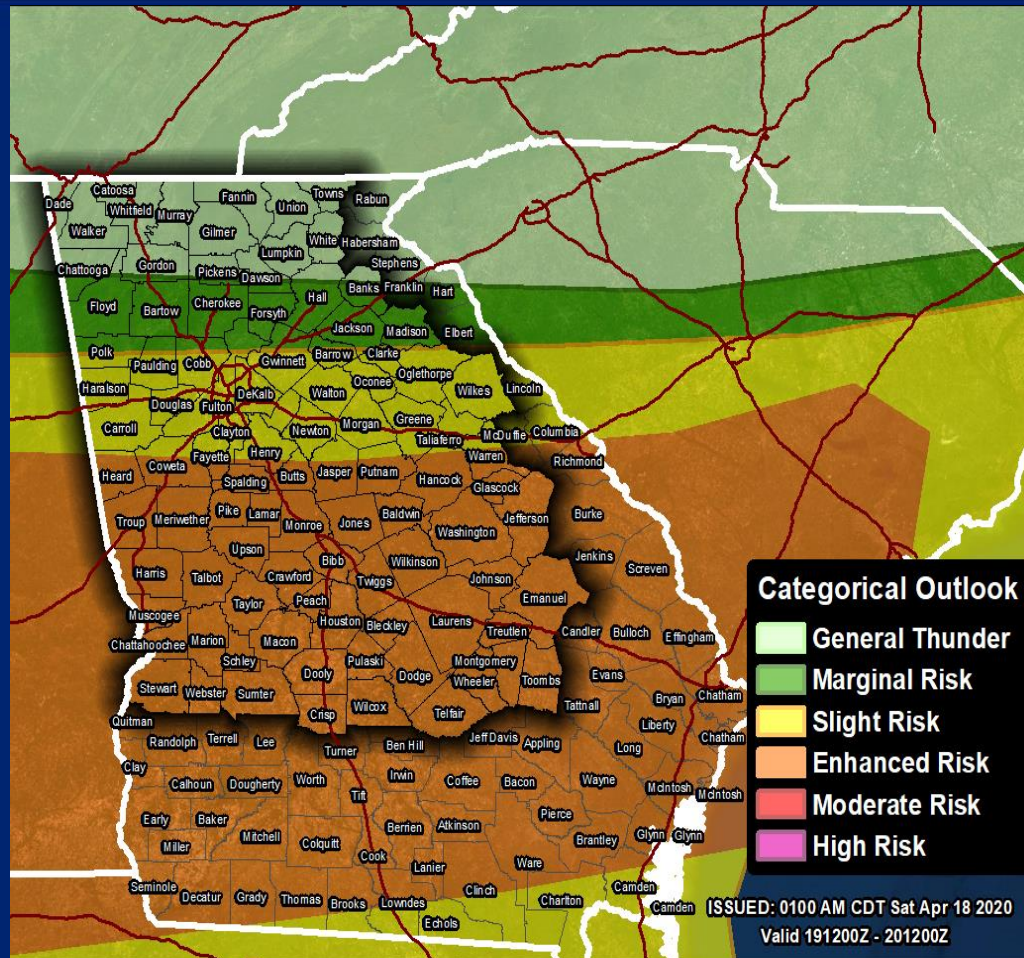 Dade
Catoosa
Whitfield
Murray
Fannin
Union
Towns
Rabun
Walker
Gilmer
Lumpkin
White
Habersham
Stephens
Chattooga
Gordon
Pickens
Dawson
Banks
Franklin
Hart
Floyd
Bartow
Cherokee
Forsyth
Hall
Jackson
Madison
Elbert
Polk
Paulding
Cobb
Gwinnett
Barrow
Clarke
Oglethorpe
Haralson
DeKalb
Walton
Oconee
Wilkes
Lincoln
Douglas
Fulton
Carroll
Clayton
Newton
Morgan
Greene
Taliaferro
McDuffie
Columbia
Fayette
Henry
Warren
Richmond
Heard
Coweta
Spalding
Butts
Jasper
Putnam
Hancock
Glascock
Troup
Meriwether
Pike
Lamar
Monroe
Jones
Baldwin
Washington
Jefferson
Burke
Upson
Bibb
Wilkinson
Jenkins
Screven
Harris
Talbot
Crawford
Twiggs
Johnson
Emanuel
Muscogee
Taylor
Peach
Houston
Bleckley
Laurens
Treutlen
Candler
Bulloch
Effingham
Chattahoochee
Marion
Macon
Schley
Dooly
Pulaski
Dodge
Montgomery
Wheeler
Toombs
Evans
Stewart
Webster
Sumter
Crisp
Wilcox
Telfair
Tattnall
Bryan
Chatham
Quitman
Randolph
Terrell
Lee
Turner
Ben Hill
Jeff Davis
Appling
Long
Liberty
Chatham
Clay
Calhoun
Dougherty
Worth
Tift
Irwin
Coffee
Bacon
Wayne
McIntosh
McIntosh
Early
Baker
Miller
Mitchell
Colquitt
Berrien
Atkinson
Pierce
Brantley
Glynn
Glynn
Cook
Lanier
Ware
Seminole
Decatur
Grady
Thomas
Brooks
Lowndes
Clinch
Charlton
Camden
Camden
Echols
Categorical Outlook
General Thunder
Marginal Risk
Slight Risk
Enhanced Risk
Moderate Risk
High Risk
ISSUED: 0100 AM CDT Sat Apr 18 2020
Valid 191200Z - 201200Z